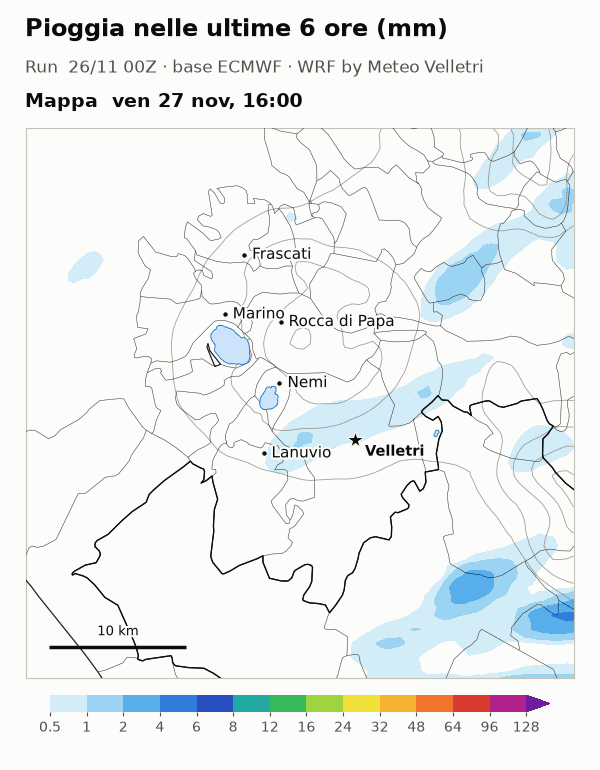 Pioggia nelle ultime 6 ore (mm)
Run  26/11 00Z · base ECMWF · WRF by Meteo Velletri
Mappa  ven 27 nov, 16:00
Frascati
Marino
Rocca di Papa
Nemi
Velletri
Lanuvio
10 km
0.5 1 2 4 6 8 12 16 24 32 48 64 96 128